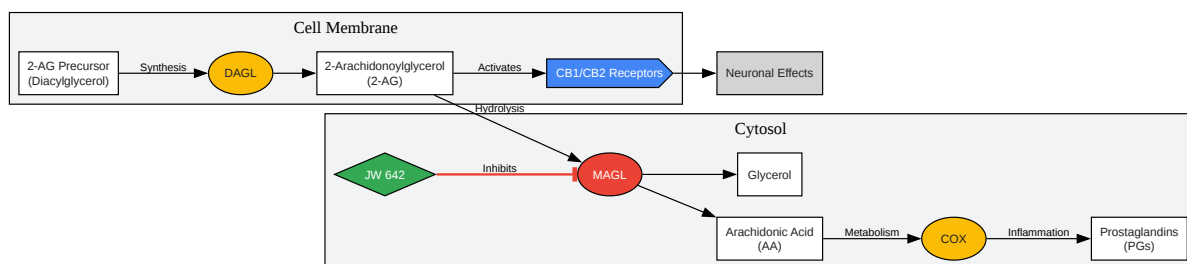 Cell Membrane
2-AG Precursor
(Diacylglycerol)
Synthesis
DAGL
2-Arachidonoylglycerol
(2-AG)
Activates
CB1/CB2 Receptors
Neuronal Effects
Hydrolysis
Cytosol
JW 642
Inhibits
MAGL
Glycerol
Arachidonic Acid
(AA)
Metabolism
COX
Inflammation
Prostaglandins
(PGs)